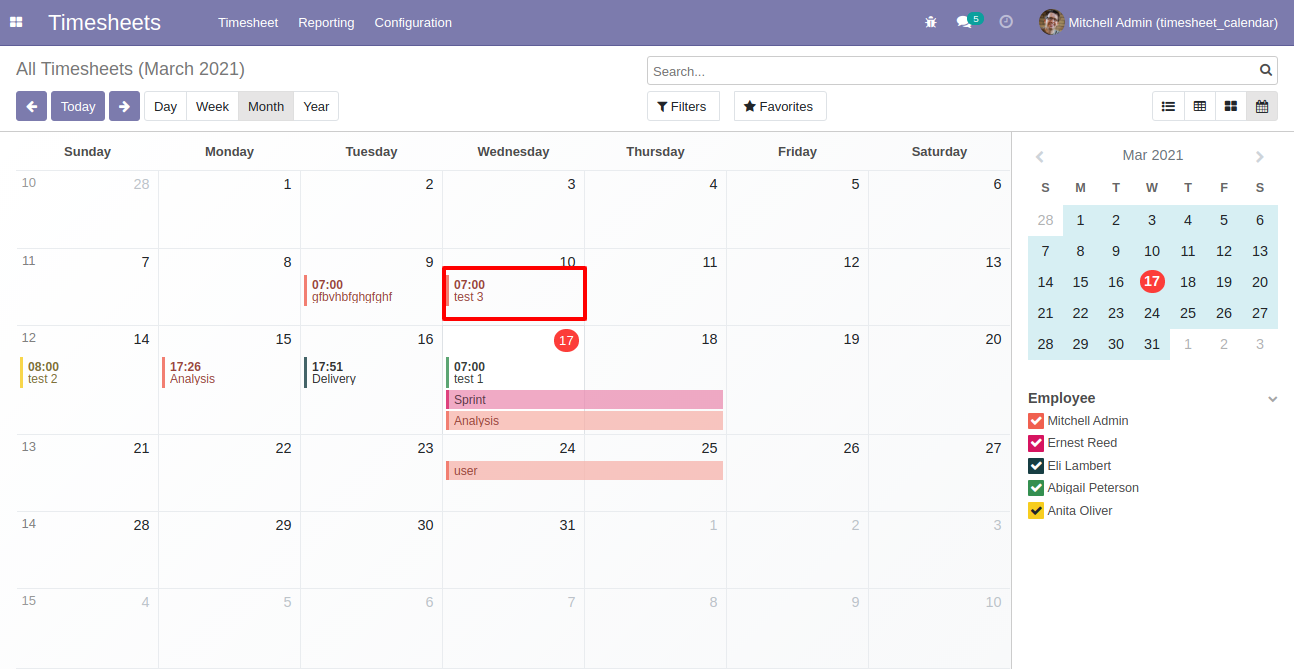 Timesheets Timesheet Reporting Configuration 5 Mitchell Admin (timesheet_calendar)
All Timesheets (March 2021) Search...
Today Day Week Month Year Filters Favorites
Sunday Monday Tuesday Wednesday Thursday Friday Saturday
10 28 1 2 3 4 5 6
11 7 8 9 10 11 12 13
07:00 07:00
gfbvhbfghgfghf test 3
12 14 15 16 17 18 19 20
08:00 17:26 17:51 07:00
test 2 Analysis Delivery test 1
Sprint
Analysis
13 21 22 23 24 25 26 27
user
14 28 29 30 31 1 2 3
15 4 5 6 7 8 9 10
Mar 2021
S M T W T F S
28 1 2 3 4 5 6
7 8 9 10 11 12 13
14 15 16 17 18 19 20
21 22 23 24 25 26 27
28 29 30 31 1 2 3
Employee
Mitchell Admin
Ernest Reed
Eli Lambert
Abigail Peterson
Anita Oliver